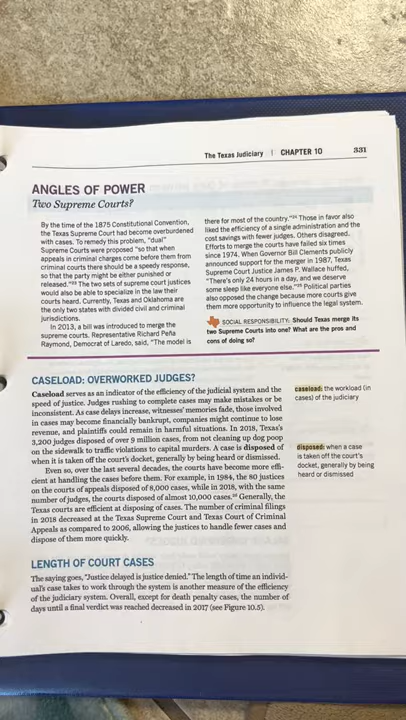 The Texas Judiciary | CHAPTER 10 331
ANGLES OF POWER
Two Supreme Courts?
By the time of the 1875 Constitutional Convention,
the Texas Supreme Court had become overburdened
with cases. To remedy this problem, "dual"
Supreme Courts were proposed "so that when
appeals in criminal charges come before them from
criminal courts there should be a speedy response,
so that the party might be either punished or
released."²³ The two sets of supreme court justices
would also be able to specialize in the law their
courts heard. Currently, Texas and Oklahoma are
the only two states with divided civil and criminal
jurisdictions.
In 2013, a bill was introduced to merge the
supreme courts. Representative Richard Peña
Raymond, Democrat of Laredo, said, "The model is
there for most of the country."²⁴ Those in favor also
liked the efficiency of a single administration and the
cost savings with fewer judges. Others disagreed.
Efforts to merge the courts have failed six times
since 1974. When Governor Bill Clements publicly
announced support for the merger in 1987, Texas
Supreme Court Justice James P. Wallace huffed,
"There's only 24 hours in a day, and we deserve
some sleep like everyone else."²⁵ Political parties
also opposed the change because more courts give
them more opportunity to influence the legal system.
SOCIAL RESPONSIBILITY: Should Texas merge its
two Supreme Courts into one? What are the pros and
cons of doing so?
CASELOAD: OVERWORKED JUDGES?
Caseload serves as an indicator of the efficiency of the judicial system and the
speed of justice. Judges rushing to complete cases may make mistakes or be
inconsistent. As case delays increase, witnesses' memories fade, those involved
in cases may become financially bankrupt, companies might continue to lose
revenue, and plaintiffs could remain in harmful situations. In 2018, Texas's
3,200 judges disposed of over 9 million cases, from not cleaning up dog poop
on the sidewalk to traffic violations to capital murders. A case is disposed of
when it is taken off the court's docket, generally by being heard or dismissed.
Even so, over the last several decades, the courts have become more effi-
cient at handling the cases before them. For example, in 1984, the 80 justices
on the courts of appeals disposed of 8,000 cases, while in 2018, with the same
number of judges, the courts disposed of almost 10,000 cases.²⁶ Generally, the
Texas courts are efficient at disposing of cases. The number of criminal filings
in 2018 decreased at the Texas Supreme Court and Texas Court of Criminal
Appeals as compared to 2006, allowing the justices to handle fewer cases and
dispose of them more quickly.
caseload: the workload (in
cases) of the judiciary
disposed: when a case
is taken off the court's
docket, generally by being
heard or dismissed
LENGTH OF COURT CASES
The saying goes, "Justice delayed is justice denied." The length of time an individ-
ual's case takes to work through the system is another measure of the efficiency
of the judiciary system. Overall, except for death penalty cases, the number of
days until a final verdict was reached decreased in 2017 (see Figure 10.5).